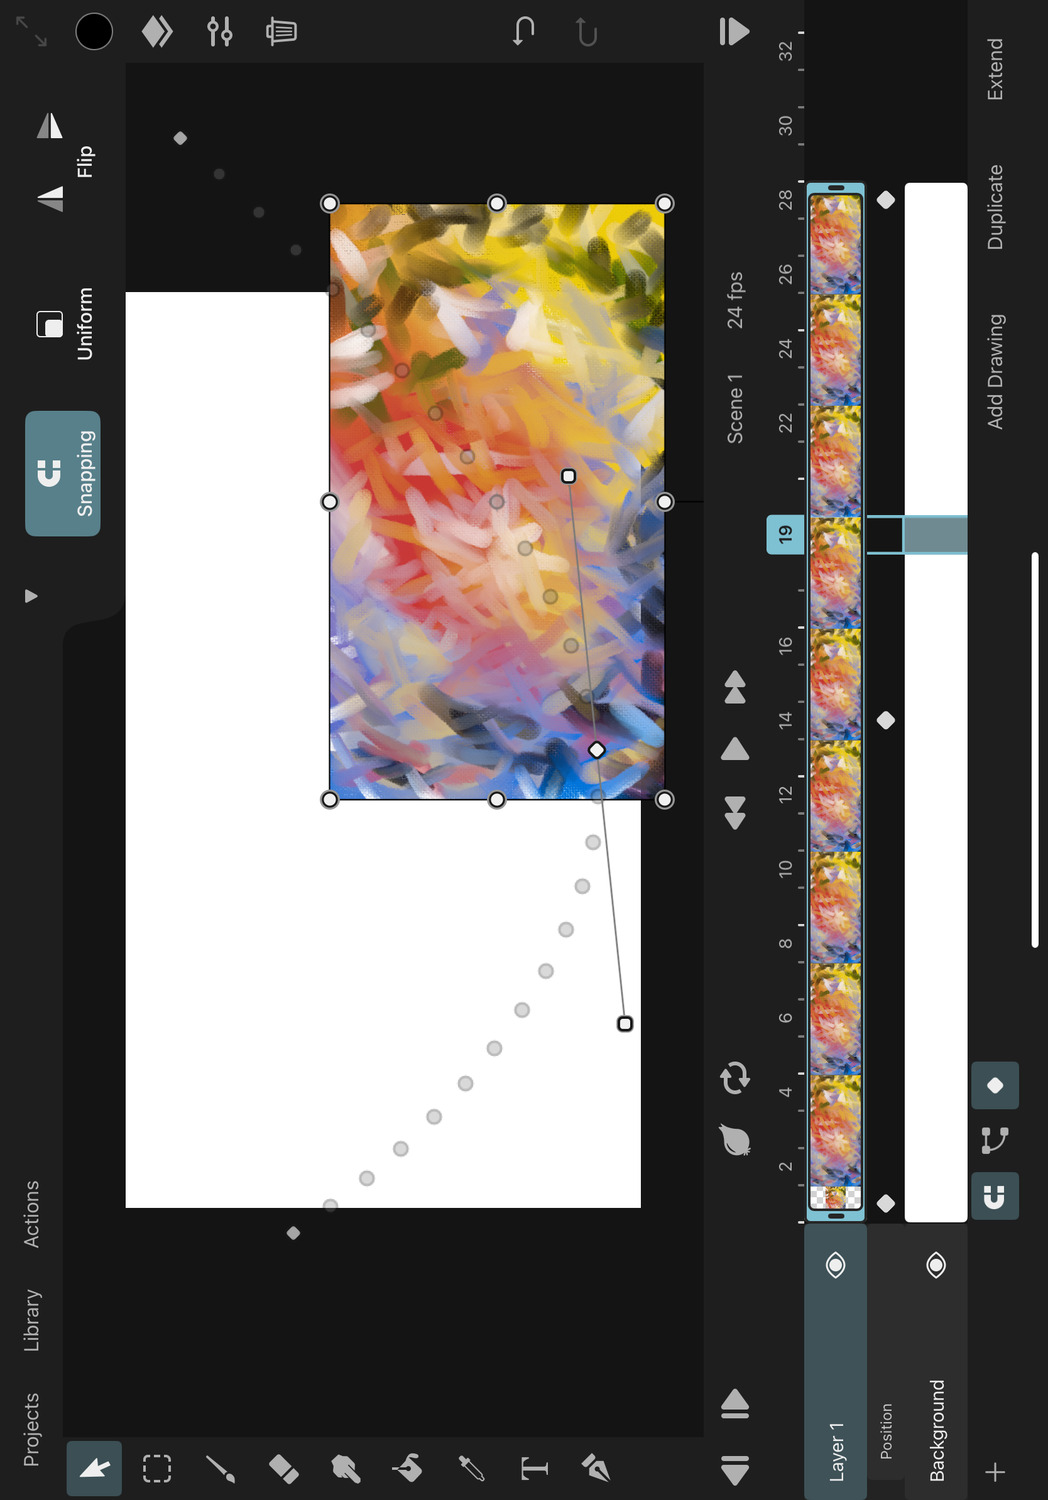 Projects
Library
Actions
Snapping
Uniform
Flip
T
Scene 1
24 fps
2 4 6 8 10 12 14 16 19 22 24 26 28 30 32
Layer 1
Position
Background
Add Drawing
Duplicate
Extend